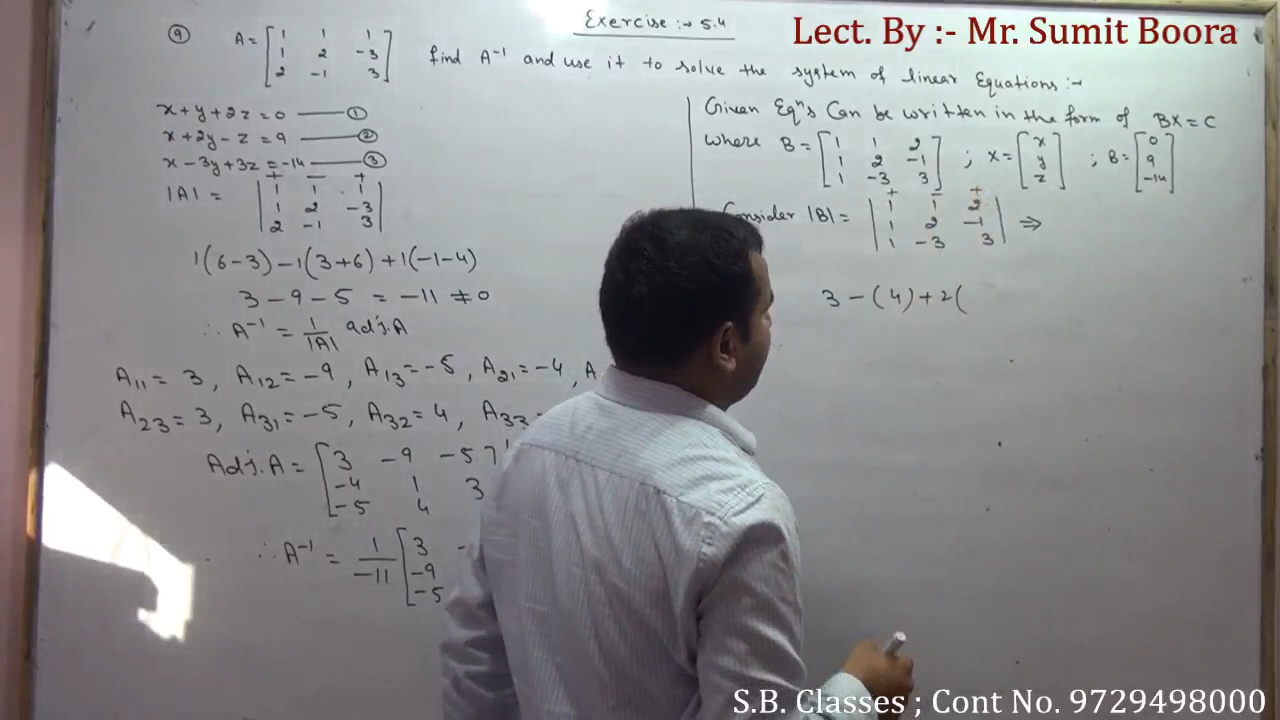 Exercise :→ 5.4
Lect. By :- Mr. Sumit Boora
⑨ A = [ 1 1 1
1 2 -3
2 -1 3 ] find A⁻¹ and use it to solve the system of linear Equations :→
x + y + 2z = 0 —— ①
x + 2y - z = 9 —— ②
x - 3y + 3z = -14 —— ③
+ - +
|A| = | 1 1 1
1 2 -3
2 -1 3 |
1(6-3) -1(3+6) +1(-1-4)
3 - 9 - 5 = -11 ≠ 0
∴ A⁻¹ = 1/|A| adj.A
A₁₁ = 3, A₁₂ = -9, A₁₃ = -5, A₂₁ = -4, A
A₂₃ = 3, A₃₁ = -5, A₃₂ = 4, A₃₃ =
Adj.A = [ 3 -9 -5 ]'
-4 1 3
-5 4
∴ A⁻¹ = 1/-11 [ 3 -
-9
-5
Given Eqⁿs Can be written in the form of BX = C
where B = [ 1 1 2
1 2 -1
1 -3 3 ] ; X = [ x
y
z ] ; B = [ 0
9
-14 ]
+ - +
Consider |B| = | 1 1 2
1 2 -1
1 -3 3 | ⇒
3 - (4) + 2(
S.B. Classes ; Cont No. 9729498000